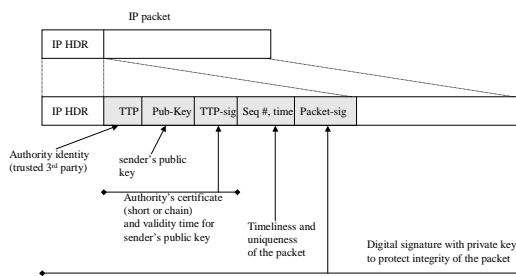 IP packet
IP HDR
IP HDR TTP Pub-Key TTP-sig Seq #, time Packet-sig
Authority identity
(trusted 3rd party)
sender's public
key
Authority's certificate
(short or chain)
and validity time for
sender's public key
Timeliness and
uniqueness
of the packet
Digital signature with private key
to protect integrity of the packet